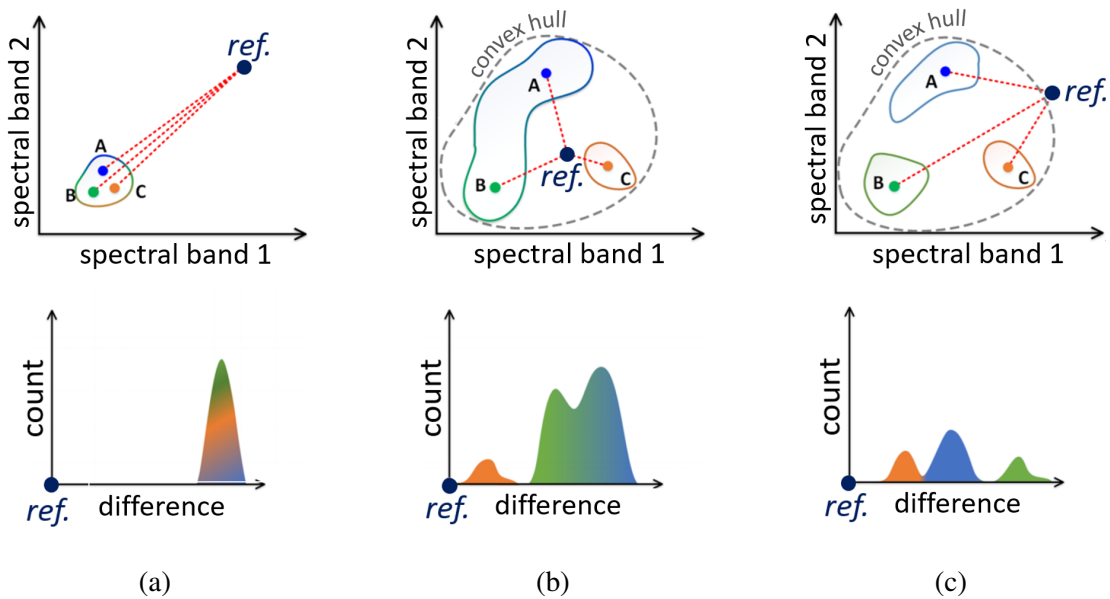 spectral band 2
ref.
A
B
C
spectral band 1
spectral band 2
convex hull
A
ref.
B
C
spectral band 1
spectral band 2
convex hull
A
ref.
B
C
spectral band 1
count
ref.
difference
count
ref.
difference
count
ref.
difference
(a)
(b)
(c)